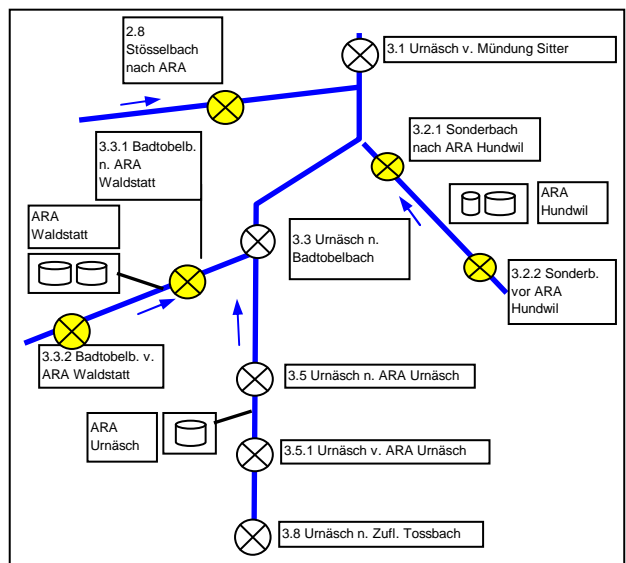 2.8
Stösselbach
nach ARA
3.1 Urnäsch v. Mündung Sitter
3.3.1 Badtobelb.
n. ARA
Waldstatt
3.2.1 Sonderbach
nach ARA Hundwil
ARA
Hundwil
ARA
Waldstatt
3.3 Urnäsch n.
Badtobelbach
3.2.2 Sonderb.
vor ARA
Hundwil
3.3.2 Badtobelb. v.
ARA Waldstatt
3.5 Urnäsch n. ARA Urnäsch
ARA
Urnäsch
3.5.1 Urnäsch v. ARA Urnäsch
3.8 Urnäsch n. Zufl. Tossbach